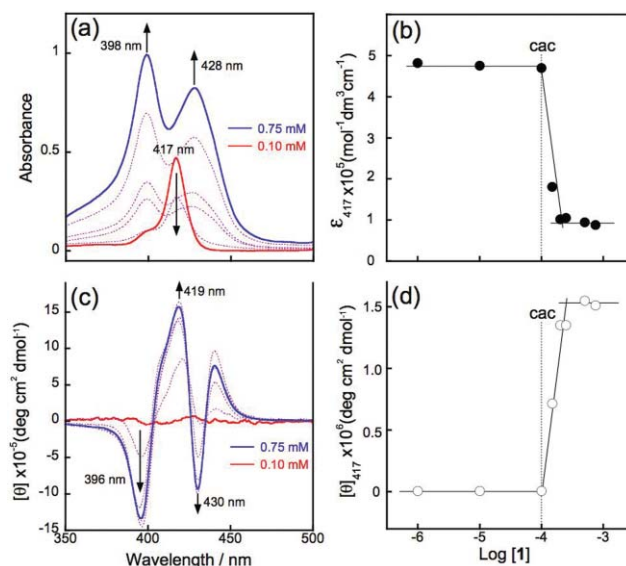 (a)
398 nm
428 nm
0.75 mM
0.10 mM
417 nm
Absorbance
1
0.5
0
350 400 450 500
(b)
cac
ε417 x10⁵(mol⁻¹dm³cm⁻¹)
5
4
3
2
1
0
(c)
419 nm
0.75 mM
0.10 mM
396 nm
430 nm
[θ] x10⁻⁵(deg cm² dmol⁻¹)
15
10
5
0
-5
-10
-15
350 400 450 500
Wavelength / nm
(d)
cac
[θ]417 x10⁶(deg cm² dmol⁻¹)
1.5
1.0
0.5
0
-6 -5 -4 -3
Log [1]